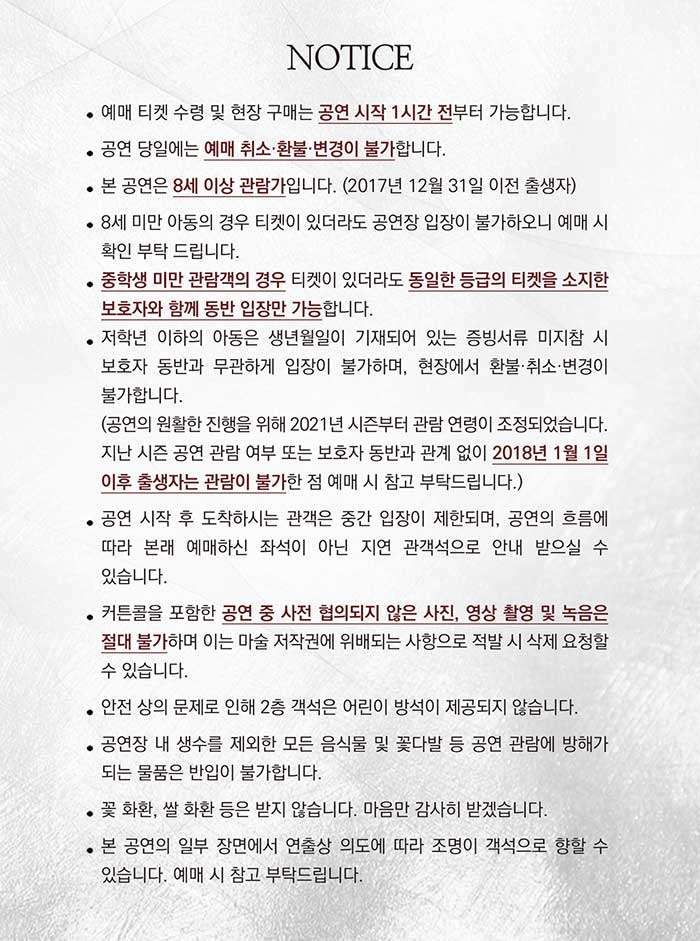 NOTICE
• 예매 티켓 수령 및 현장 구매는 공연 시작 1시간 전부터 가능합니다.
• 공연 당일에는 예매 취소·환불·변경이 불가합니다.
• 본 공연은 8세 이상 관람가입니다. (2017년 12월 31일 이전 출생자)
• 8세 미만 아동의 경우 티켓이 있더라도 공연장 입장이 불가하오니 예매 시
확인 부탁 드립니다.
• 중학생 미만 관람객의 경우 티켓이 있더라도 동일한 등급의 티켓을 소지한
보호자와 함께 동반 입장만 가능합니다.
• 저학년 이하의 아동은 생년월일이 기재되어 있는 증빙서류 미지참 시
보호자 동반과 무관하게 입장이 불가하며, 현장에서 환불·취소·변경이
불가합니다.
(공연의 원활한 진행을 위해 2021년 시즌부터 관람 연령이 조정되었습니다.
지난 시즌 공연 관람 여부 또는 보호자 동반과 관계 없이 2018년 1월 1일
이후 출생자는 관람이 불가한 점 예매 시 참고 부탁드립니다.)
• 공연 시작 후 도착하시는 관객은 중간 입장이 제한되며, 공연의 흐름에
따라 본래 예매하신 좌석이 아닌 지연 관객석으로 안내 받으실 수
있습니다.
• 커튼콜을 포함한 공연 중 사전 협의되지 않은 사진, 영상 촬영 및 녹음은
절대 불가하며 이는 마술 저작권에 위배되는 사항으로 적발 시 삭제 요청할
수 있습니다.
• 안전 상의 문제로 인해 2층 객석은 어린이 방석이 제공되지 않습니다.
• 공연장 내 생수를 제외한 모든 음식물 및 꽃다발 등 공연 관람에 방해가
되는 물품은 반입이 불가합니다.
• 꽃 화환, 쌀 화환 등은 받지 않습니다. 마음만 감사히 받겠습니다.
• 본 공연의 일부 장면에서 연출상 의도에 따라 조명이 객석으로 향할 수
있습니다. 예매 시 참고 부탁드립니다.